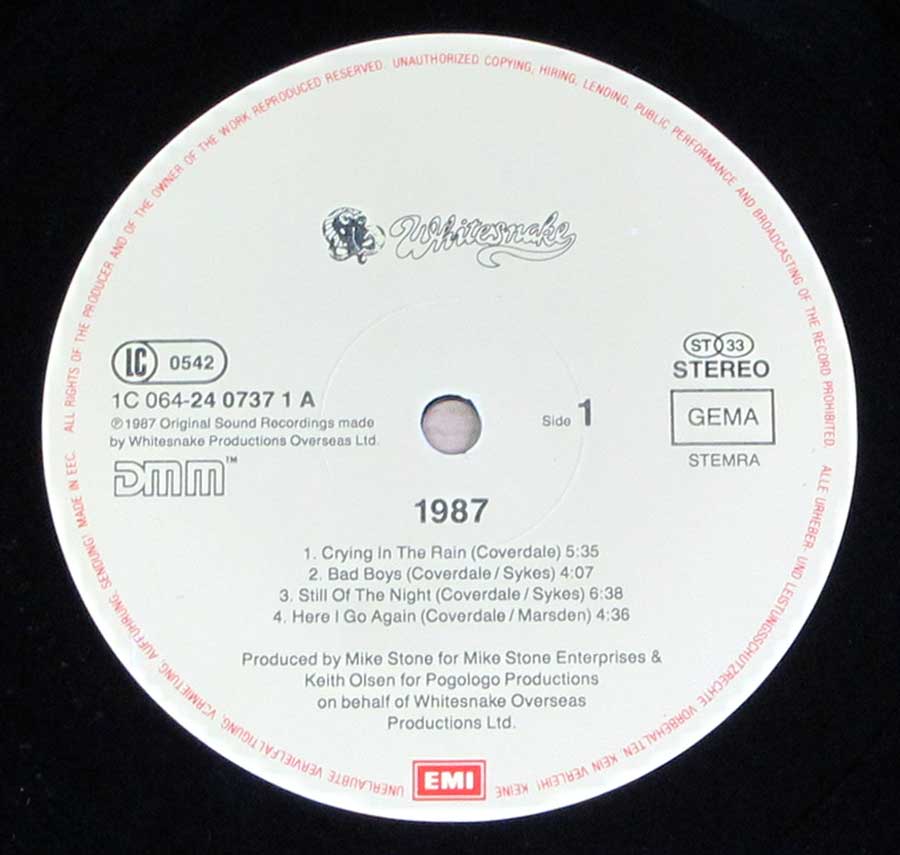 ALL RIGHTS OF THE PRODUCER AND OF THE OWNER OF THE WORK REPRODUCED RESERVED. UNAUTHORIZED COPYING, HIRING, LENDING, PUBLIC PERFORMANCE AND BROADCASTING OF THE RECORD PROHIBITED. ALLE URHEBER- UND LEISTUNGSSCHUTZRECHTE VORBEHALTEN. KEIN VERLEIH! KEINE
UNERLAUBTE VERVIELFÄLTIGUNG, VERMIETUNG, AUFFÜHRUNG, SENDUNG! MADE IN EEC.
Whitesnake
LC 0542
1C 064-24 0737 1 A
℗ 1987 Original Sound Recordings made
by Whitesnake Productions Overseas Ltd.
DMM™
Side 1
ST 33
STEREO
GEMA
STEMRA
1987
1. Crying In The Rain (Coverdale) 5:35
2. Bad Boys (Coverdale / Sykes) 4:07
3. Still Of The Night (Coverdale / Sykes) 6:38
4. Here I Go Again (Coverdale / Marsden) 4:36
Produced by Mike Stone for Mike Stone Enterprises &
Keith Olsen for Pogologo Productions
on behalf of Whitesnake Overseas
Productions Ltd.
EMI